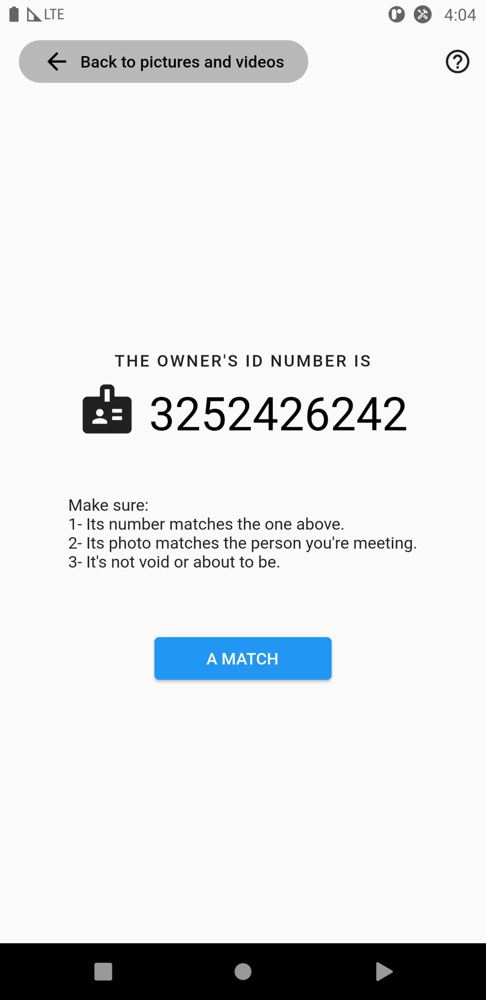 LTE 4:04
Back to pictures and videos
THE OWNER'S ID NUMBER IS
3252426242
Make sure:
1- Its number matches the one above.
2- Its photo matches the person you're meeting.
3- It's not void or about to be.
A MATCH